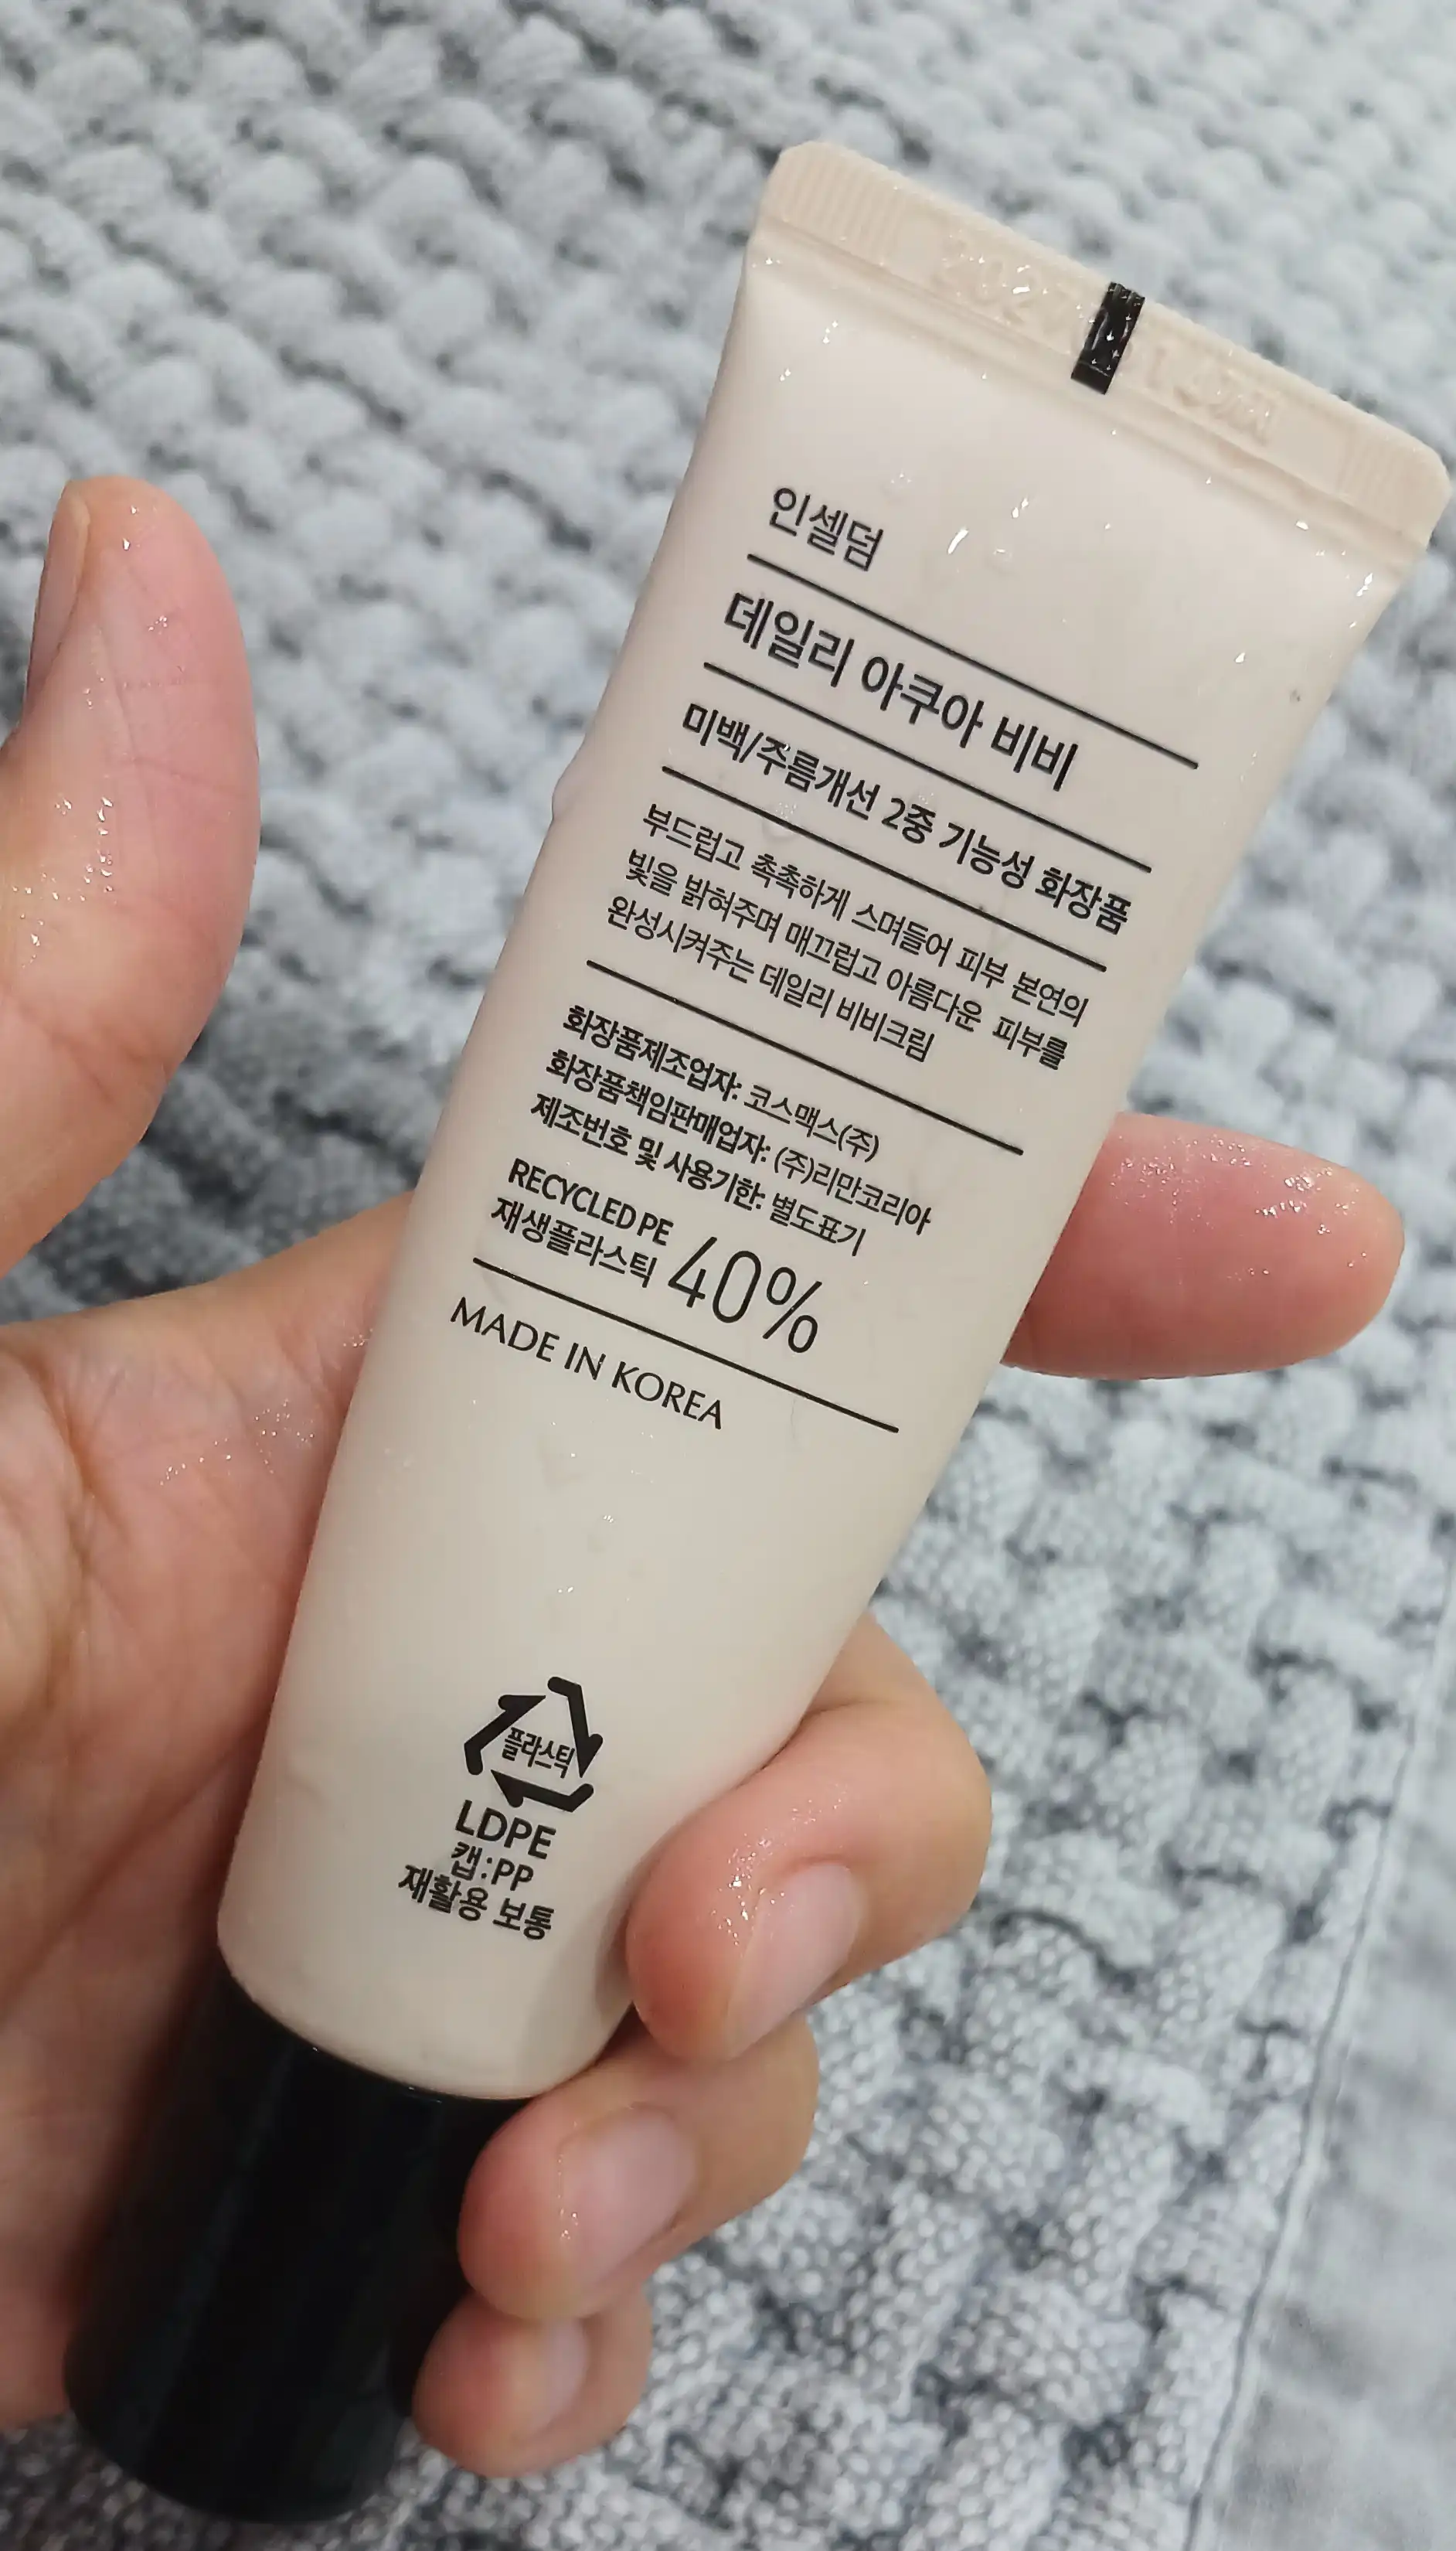 인셀덤
데일리 아쿠아 비비
미백/주름개선 2중 기능성 화장품
부드럽고 촉촉하게 스며들어 피부 본연의
빛을 밝혀주며 매끄럽고 아름다운 피부를
완성시켜주는 데일리 비비크림
화장품제조업자: 코스맥스(주)
화장품책임판매업자: (주)리만코리아
제조번호 및 사용기한: 별도표기
RECYCLED PE
재생플라스틱 40%
MADE IN KOREA
플라스틱
LDPE
캡:PP
재활용 보통